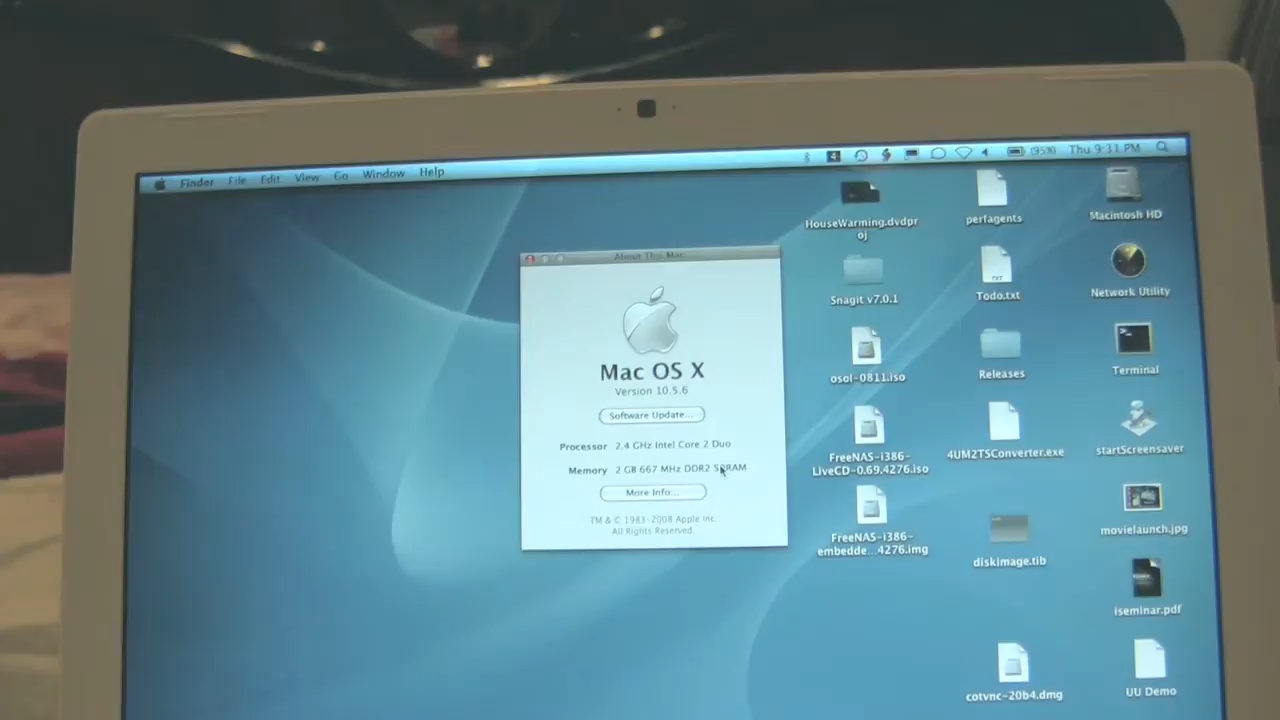 Finder File Edit View Go Window Help
4 (95%) Thu 9:31 PM
HouseWarming.dvdpr
oj
perfagents
Macintosh HD
About This Mac
Mac OS X
Version 10.5.6
Software Update...
Processor 2.4 GHz Intel Core 2 Duo
Memory 2 GB 667 MHz DDR2 SDRAM
More Info...
TM & © 1983-2008 Apple Inc.
All Rights Reserved.
Snagit v7.0.1
TXT
Todo.txt
Network Utility
osol-0811.iso
Releases
Terminal
FreeNAS-i386-
LiveCD-0.69.4276.iso
4UM2TSConverter.exe
startScreensaver
FreeNAS-i386-
embedde...4276.img
diskimage.tib
movielaunch.jpg
iseminar.pdf
cotvnc-20b4.dmg
UU Demo